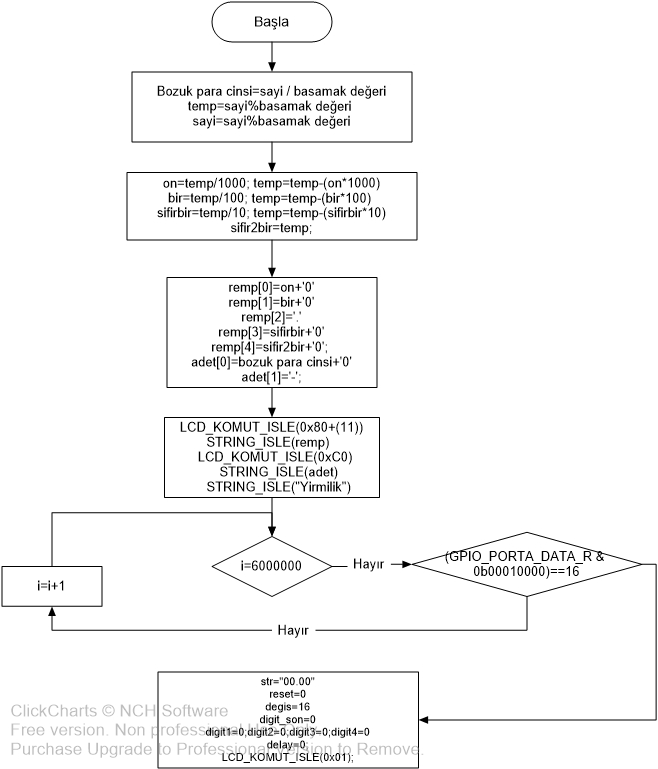 Başla
Bozuk para cinsi=sayi / basamak değeri
temp=sayi%basamak değeri
sayi=sayi%basamak değeri
on=temp/1000; temp=temp-(on*1000)
bir=temp/100; temp=temp-(bir*100)
sifirbir=temp/10; temp=temp-(sifirbir*10)
sifir2bir=temp;
remp[0]=on+'0'
remp[1]=bir+'0'
remp[2]='.'
remp[3]=sifirbir+'0'
remp[4]=sifir2bir+'0';
adet[0]=bozuk para cinsi+'0'
adet[1]='-';
LCD_KOMUT_ISLE(0x80+(11))
STRING_ISLE(remp)
LCD_KOMUT_ISLE(0xC0)
STRING_ISLE(adet)
STRING_ISLE("Yirmilik")
i=6000000
Hayır
(GPIO_PORTA_DATA_R &
0b00010000)==16
i=i+1
Hayır
str="00.00"
reset=0
degis=16
digit_son=0
digit1=0;digit2=0;digit3=0;digit4=0
delay=0;
LCD_KOMUT_ISLE(0x01);
ClickCharts © NCH Software
Free version. Non professional Use Only.
Purchase Upgrade to Professional version to Remove.